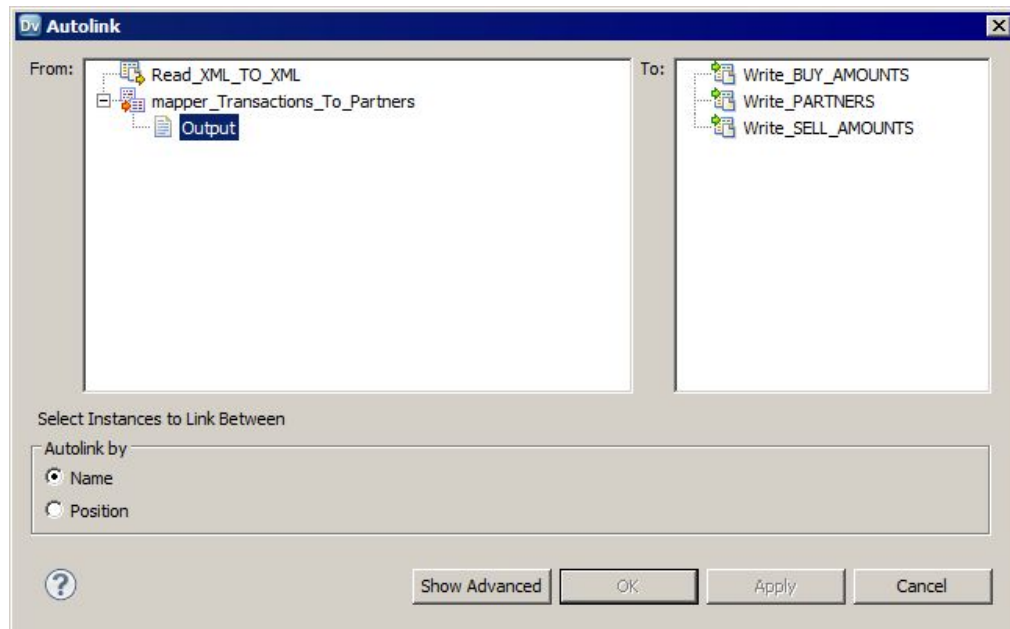 Dv Autolink
From:
Read_XML_TO_XML
mapper_Transactions_To_Partners
Output
To:
Write_BUY_AMOUNTS
Write_PARTNERS
Write_SELL_AMOUNTS
Select Instances to Link Between
Autolink by
Name
Position
? Show Advanced OK Apply Cancel